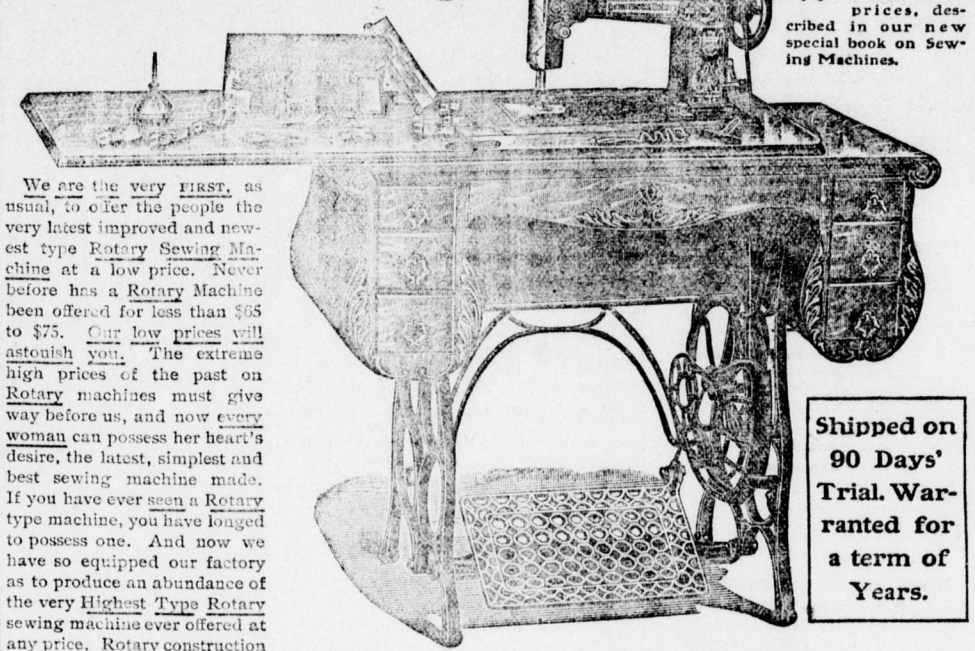 prices, des-
cribed in our new
special book on Sew-
ing Machines.
We are the very FIRST, as
usual, to offer the people the
very latest improved and new-
est type Rotary Sewing Ma-
chine at a low price. Never
before has a Rotary Machine
been offered for less than $65
to $75. Our low prices will
astonish you. The extreme
high prices of the past on
Rotary machines must give
way before us, and now every
woman can possess her heart's
desire, the latest, simplest and
best sewing machine made.
If you have ever seen a Rotary
type machine, you have longed
to possess one. And now we
have so equipped our factory
as to produce an abundance of
the very Highest Type Rotary
sewing machine ever offered at
any price. Rotary construction
Shipped on
90 Days'
Trial. War-
ranted for
a term of
Years.